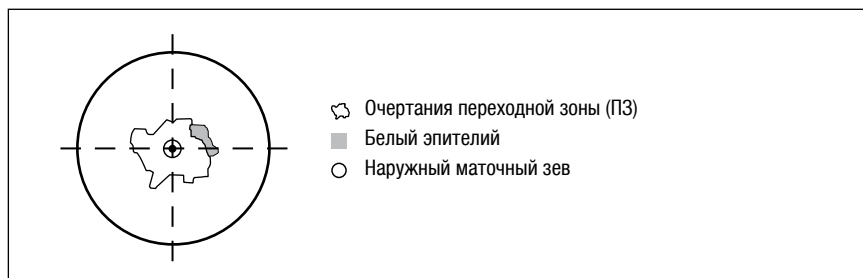 Очертания переходной зоны (ПЗ)
Белый эпителий
Наружный маточный зев